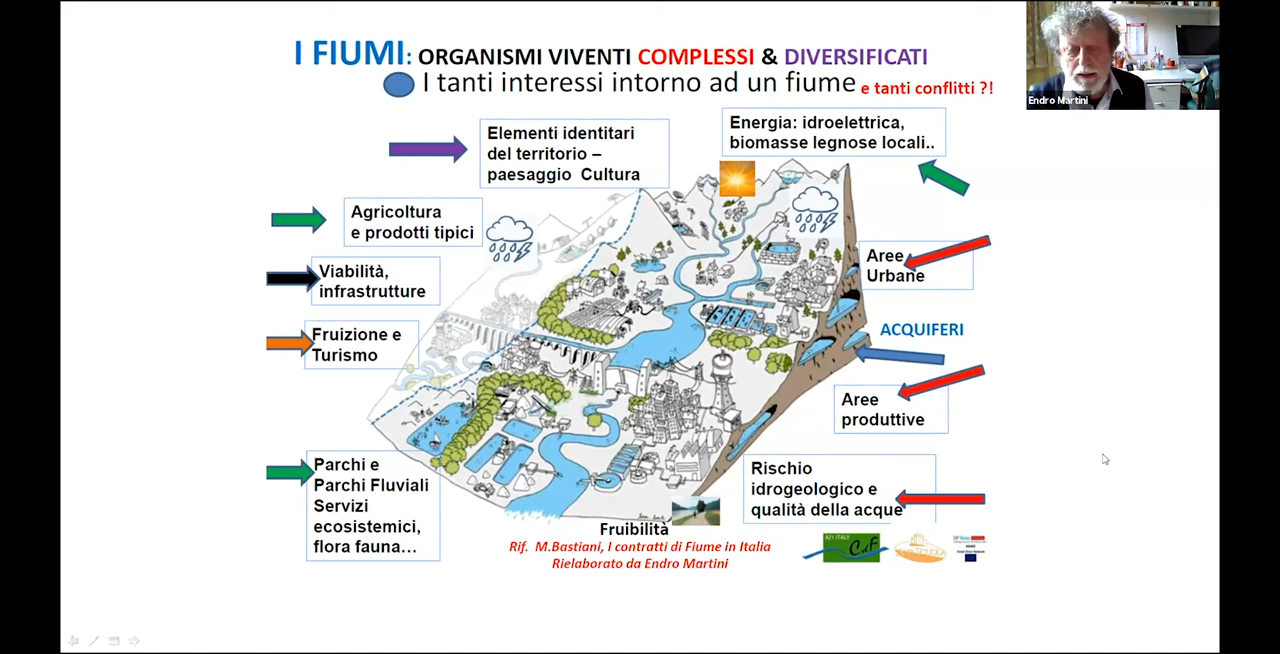 I FIUMI: ORGANISMI VIVENTI COMPLESSI & DIVERSIFICATI
I tanti interessi intorno ad un fiume e tanti conflitti ?!
Endro Martini
Elementi identitari
del territorio –
paesaggio Cultura
Energia: idroelettrica,
biomasse legnose locali..
Agricoltura
e prodotti tipici
Viabilità,
infrastrutture
Fruizione e
Turismo
Parchi e
Parchi Fluviali
Servizi
ecosistemici,
flora fauna...
Aree
Urbane
ACQUIFERI
Aree
produttive
Rischio
idrogeologico e
qualità della acque
Fruibilità
Rif. M.Bastiani, I contratti di Fiume in Italia
Rielaborato da Endro Martini
A21 ITALY
CdF